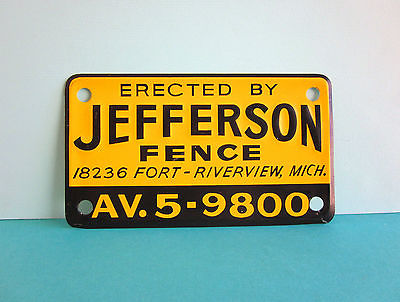 ERECTED BY
JEFFERSON
FENCE
18236 FORT-RIVERVIEW, MICH.
AV. 5-9800